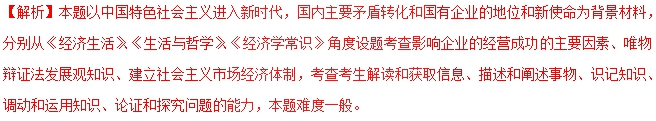 【解析】本题以中国特色社会主义进入新时代，国内主要矛盾转化和国有企业的地位和新使命为背景材料，
分别从《经济生活》、《生活与哲学》、《经济学常识》角度设题考查影响企业的经营成功的主要因素、唯物
辩证法发展观知识、建立社会主义市场经济体制，考查考生解读和获取信息、描述和阐述事物、识记知识、
调动和运用知识、论证和探究问题的能力，本题难度一般。